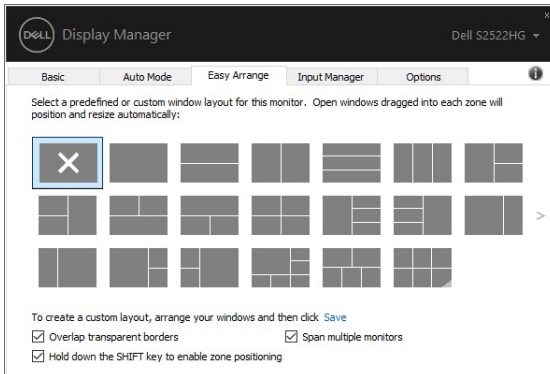 DELL Display Manager Dell S2522HG
Basic Auto Mode Easy Arrange Input Manager Options
Select a predefined or custom window layout for this monitor. Open windows dragged into each zone will
position and resize automatically:
To create a custom layout, arrange your windows and then click Save
Overlap transparent borders Span multiple monitors
Hold down the SHIFT key to enable zone positioning